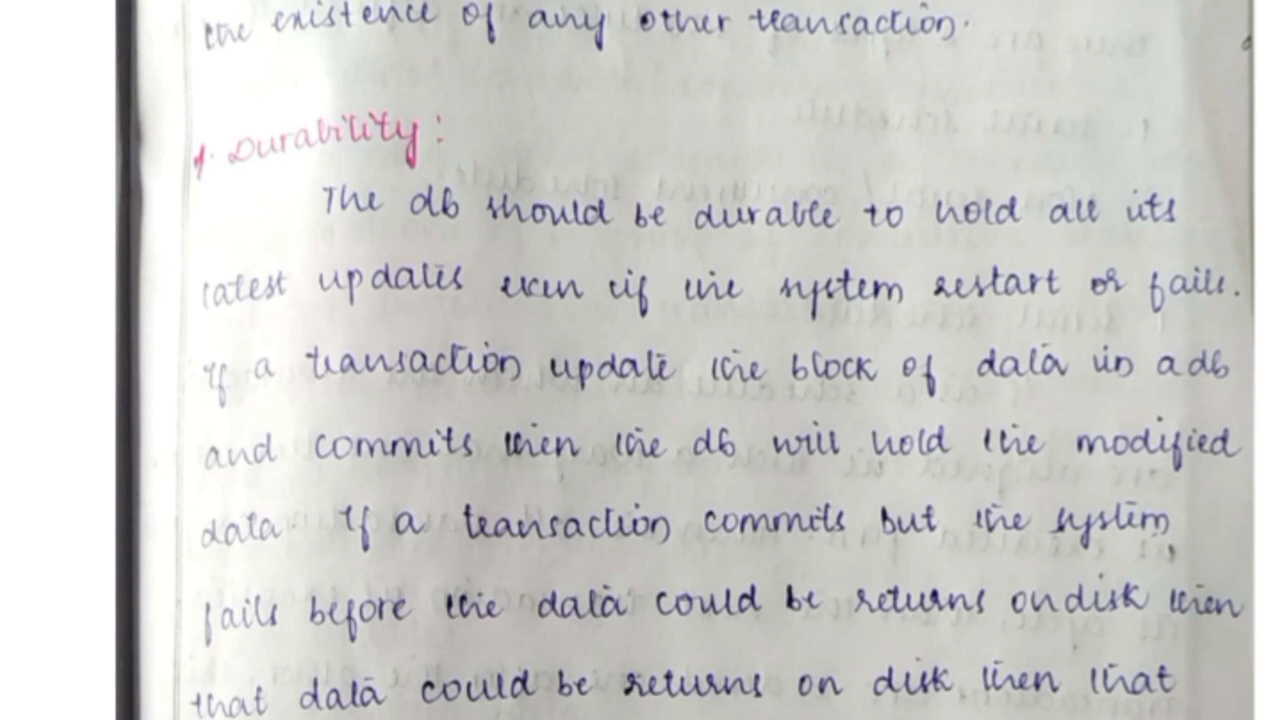 the existence of any other transaction.
4. Durability:
The db should be durable to hold all its
latest updates even if the system restart or fails.
If a transaction update the block of data in a db
and commits then the db will hold the modified
data. If a transaction commits but the system
fails before the data could be returns on disk then
that data could be returns on disk then that